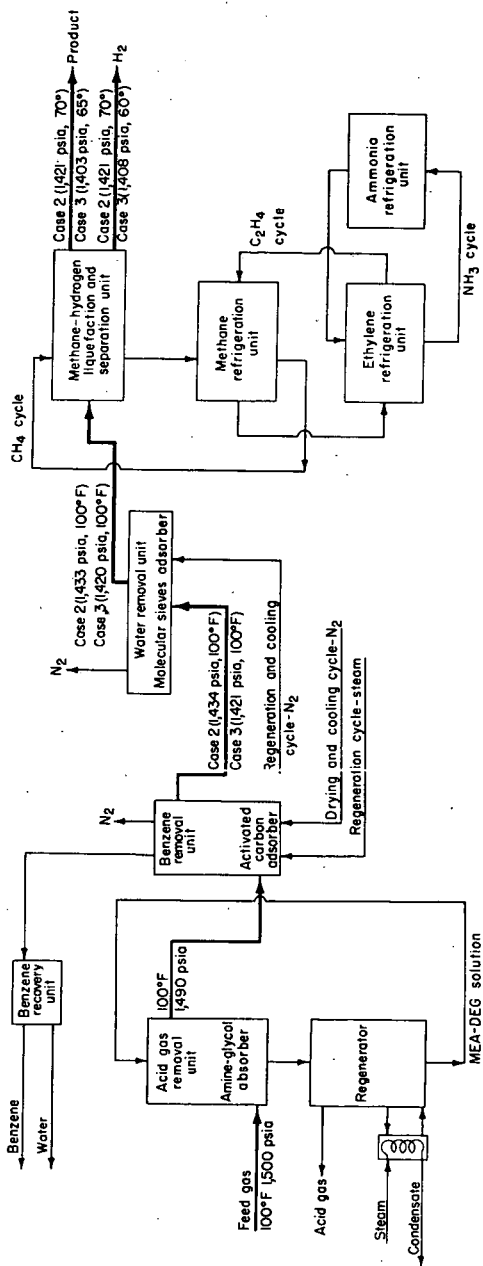 Benzene
Water
Benzene
recovery
unit
Feed gas
100°F 1,500 psia
Acid gas
removal
unit
Amine-glycol
absorber
100°F
1,490 psia
Acid gas
Regenerator
Steam
Condensate
MEA-DEG solution
N2
Benzene
removal
unit
Activated
carbon
adsorber
Drying and cooling cycle-N2
Regeneration cycle-steam
Case 2 (1,434 psia, 100°F)
Case 3 (1,421 psia, 100°F)
Regeneration and cooling
cycle-N2
N2
Water removal unit
Molecular sieves adsorber
Case 2 (1,433 psia, 100°F)
Case 3 (1,420 psia, 100°F)
CH4 cycle
Methane-hydrogen
liquefaction and
separation unit
Case 2 (1,421 psia, 70°)
Product
Case 3 (1,403 psia, 65°)
Case 2 (1,421 psia, 70°)
H2
Case 3 (1,408 psia, 60°)
Methane
refrigeration
unit
C2H4
cycle
Ethylene
refrigeration
unit
Ammonia
refrigeration
unit
NH3 cycle